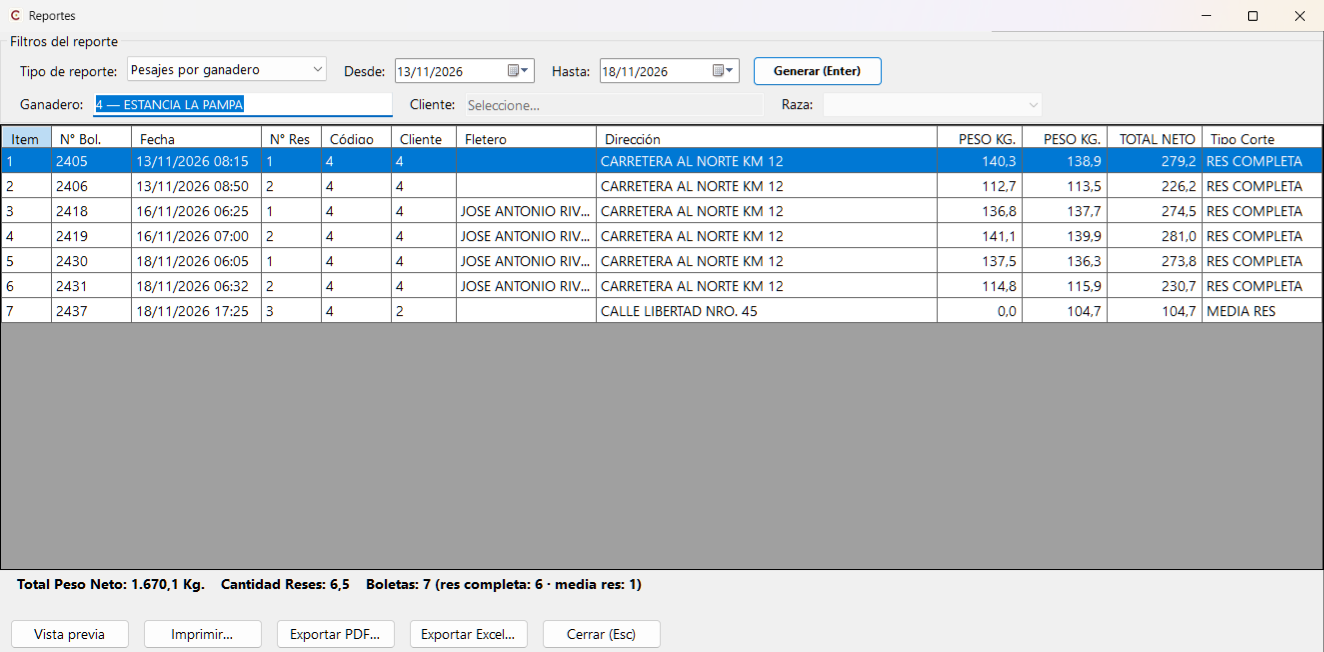 Reportes
Filtros del reporte
Tipo de reporte: Pesajes por ganadero Desde: 13/11/2026 Hasta: 18/11/2026 Generar (Enter)
Ganadero: 4 — ESTANCIA LA PAMPA Cliente: Seleccione... Raza:
Item N° Bol. Fecha N° Res Código Cliente Fletero Dirección PESO KG. PESO KG. TOTAL NETO Tipo Corte
1 2405 13/11/2026 08:15 1 4 4 CARRETERA AL NORTE KM 12 140,3 138,9 279,2 RES COMPLETA
2 2406 13/11/2026 08:50 2 4 4 CARRETERA AL NORTE KM 12 112,7 113,5 226,2 RES COMPLETA
3 2418 16/11/2026 06:25 1 4 4 JOSE ANTONIO RIV... CARRETERA AL NORTE KM 12 136,8 137,7 274,5 RES COMPLETA
4 2419 16/11/2026 07:00 2 4 4 JOSE ANTONIO RIV... CARRETERA AL NORTE KM 12 141,1 139,9 281,0 RES COMPLETA
5 2430 18/11/2026 06:05 1 4 4 JOSE ANTONIO RIV... CARRETERA AL NORTE KM 12 137,5 136,3 273,8 RES COMPLETA
6 2431 18/11/2026 06:32 2 4 4 JOSE ANTONIO RIV... CARRETERA AL NORTE KM 12 114,8 115,9 230,7 RES COMPLETA
7 2437 18/11/2026 17:25 3 4 2 CALLE LIBERTAD NRO. 45 0,0 104,7 104,7 MEDIA RES
Total Peso Neto: 1.670,1 Kg. Cantidad Reses: 6,5 Boletas: 7 (res completa: 6 · media res: 1)
Vista previa Imprimir... Exportar PDF... Exportar Excel... Cerrar (Esc)